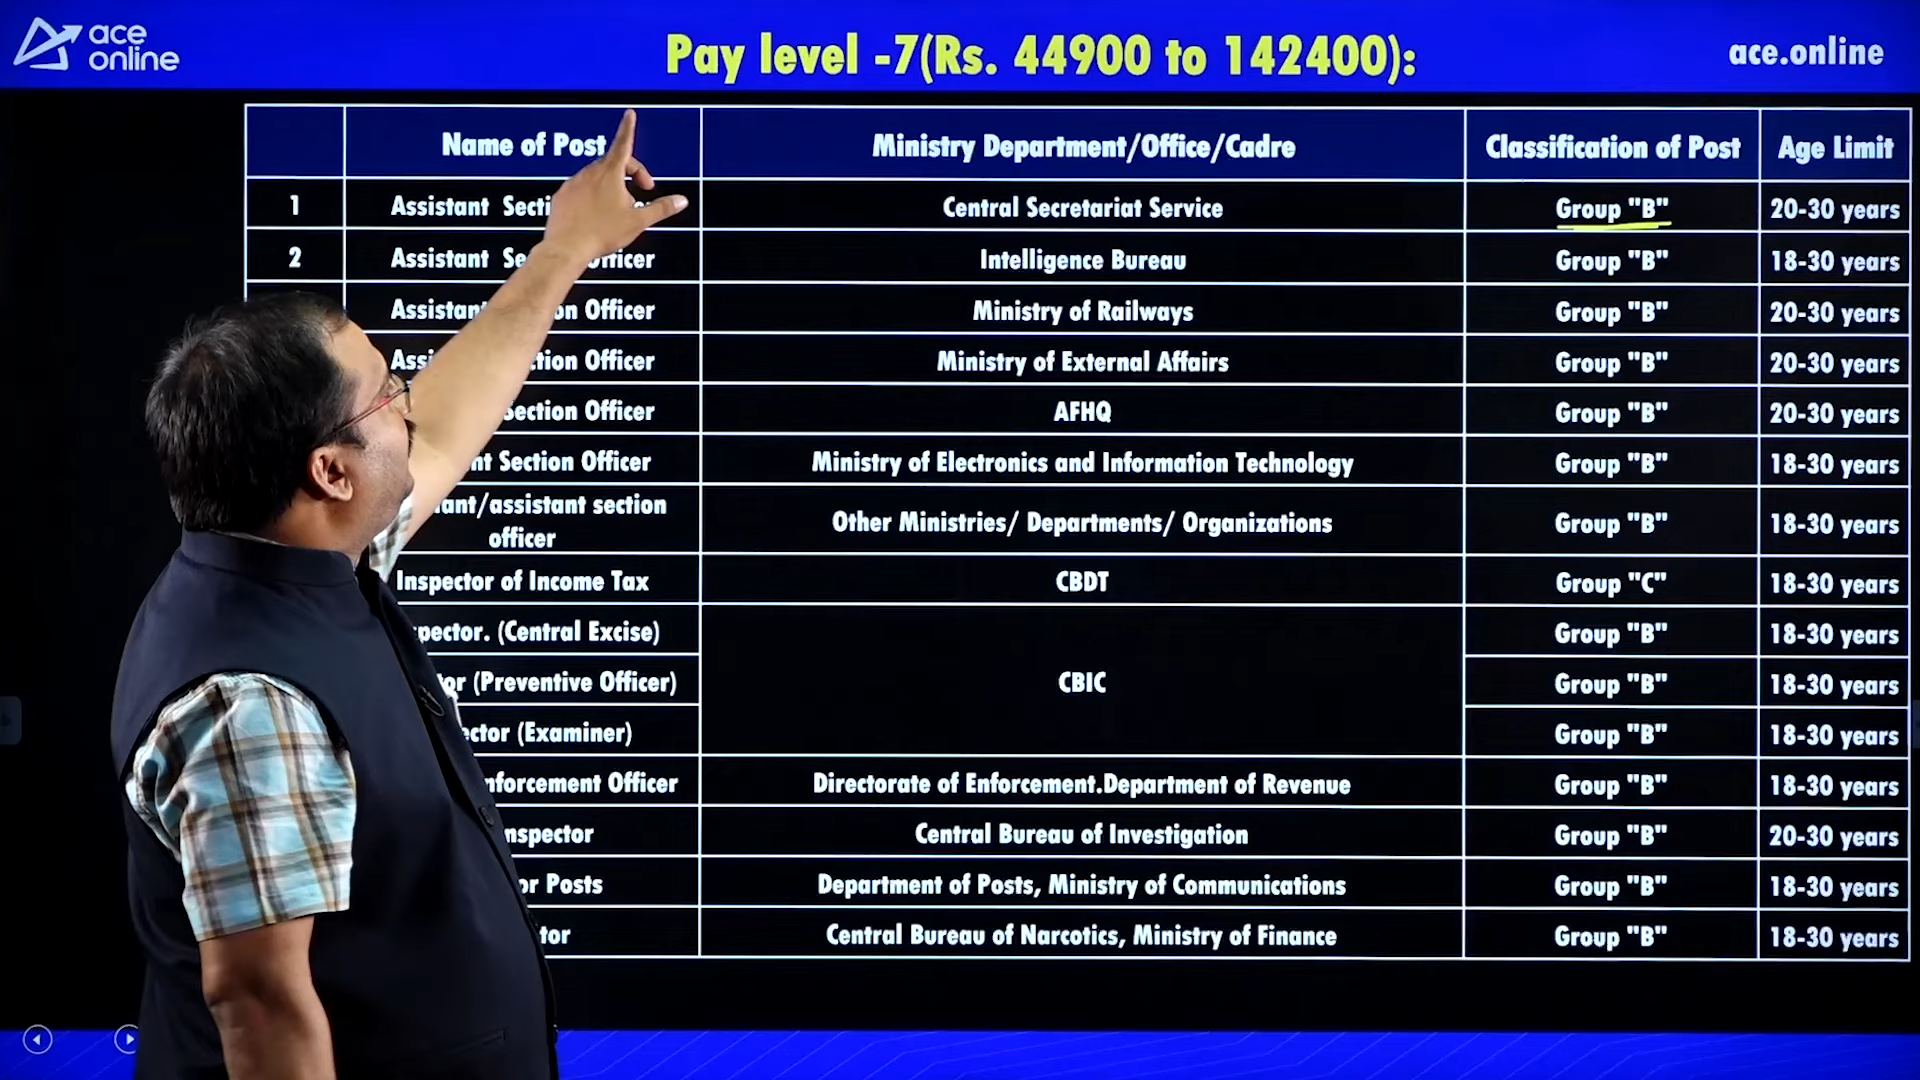 ace
online
Pay level -7(Rs. 44900 to 142400):
ace.online
Name of Post Ministry Department/Office/Cadre Classification of Post Age Limit
1 Assistant Central Secretariat Service Group "B" 20-30 years
2 Assistant Intelligence Bureau Group "B" 18-30 years
Officer Ministry of Railways Group "B" 20-30 years
Officer Ministry of External Affairs Group "B" 20-30 years
Section Officer AFHQ Group "B" 20-30 years
Section Officer Ministry of Electronics and Information Technology Group "B" 18-30 years
/assistant section
officer Other Ministries/ Departments/ Organizations Group "B" 18-30 years
Inspector of Income Tax CBDT Group "C" 18-30 years
(Central Excise) Group "B" 18-30 years
(Preventive Officer) CBIC Group "B" 18-30 years
(Examiner) Group "B" 18-30 years
Officer Directorate of Enforcement.Department of Revenue Group "B" 18-30 years
Central Bureau of Investigation Group "B" 20-30 years
Posts Department of Posts, Ministry of Communications Group "B" 18-30 years
Central Bureau of Narcotics, Ministry of Finance Group "B" 18-30 years